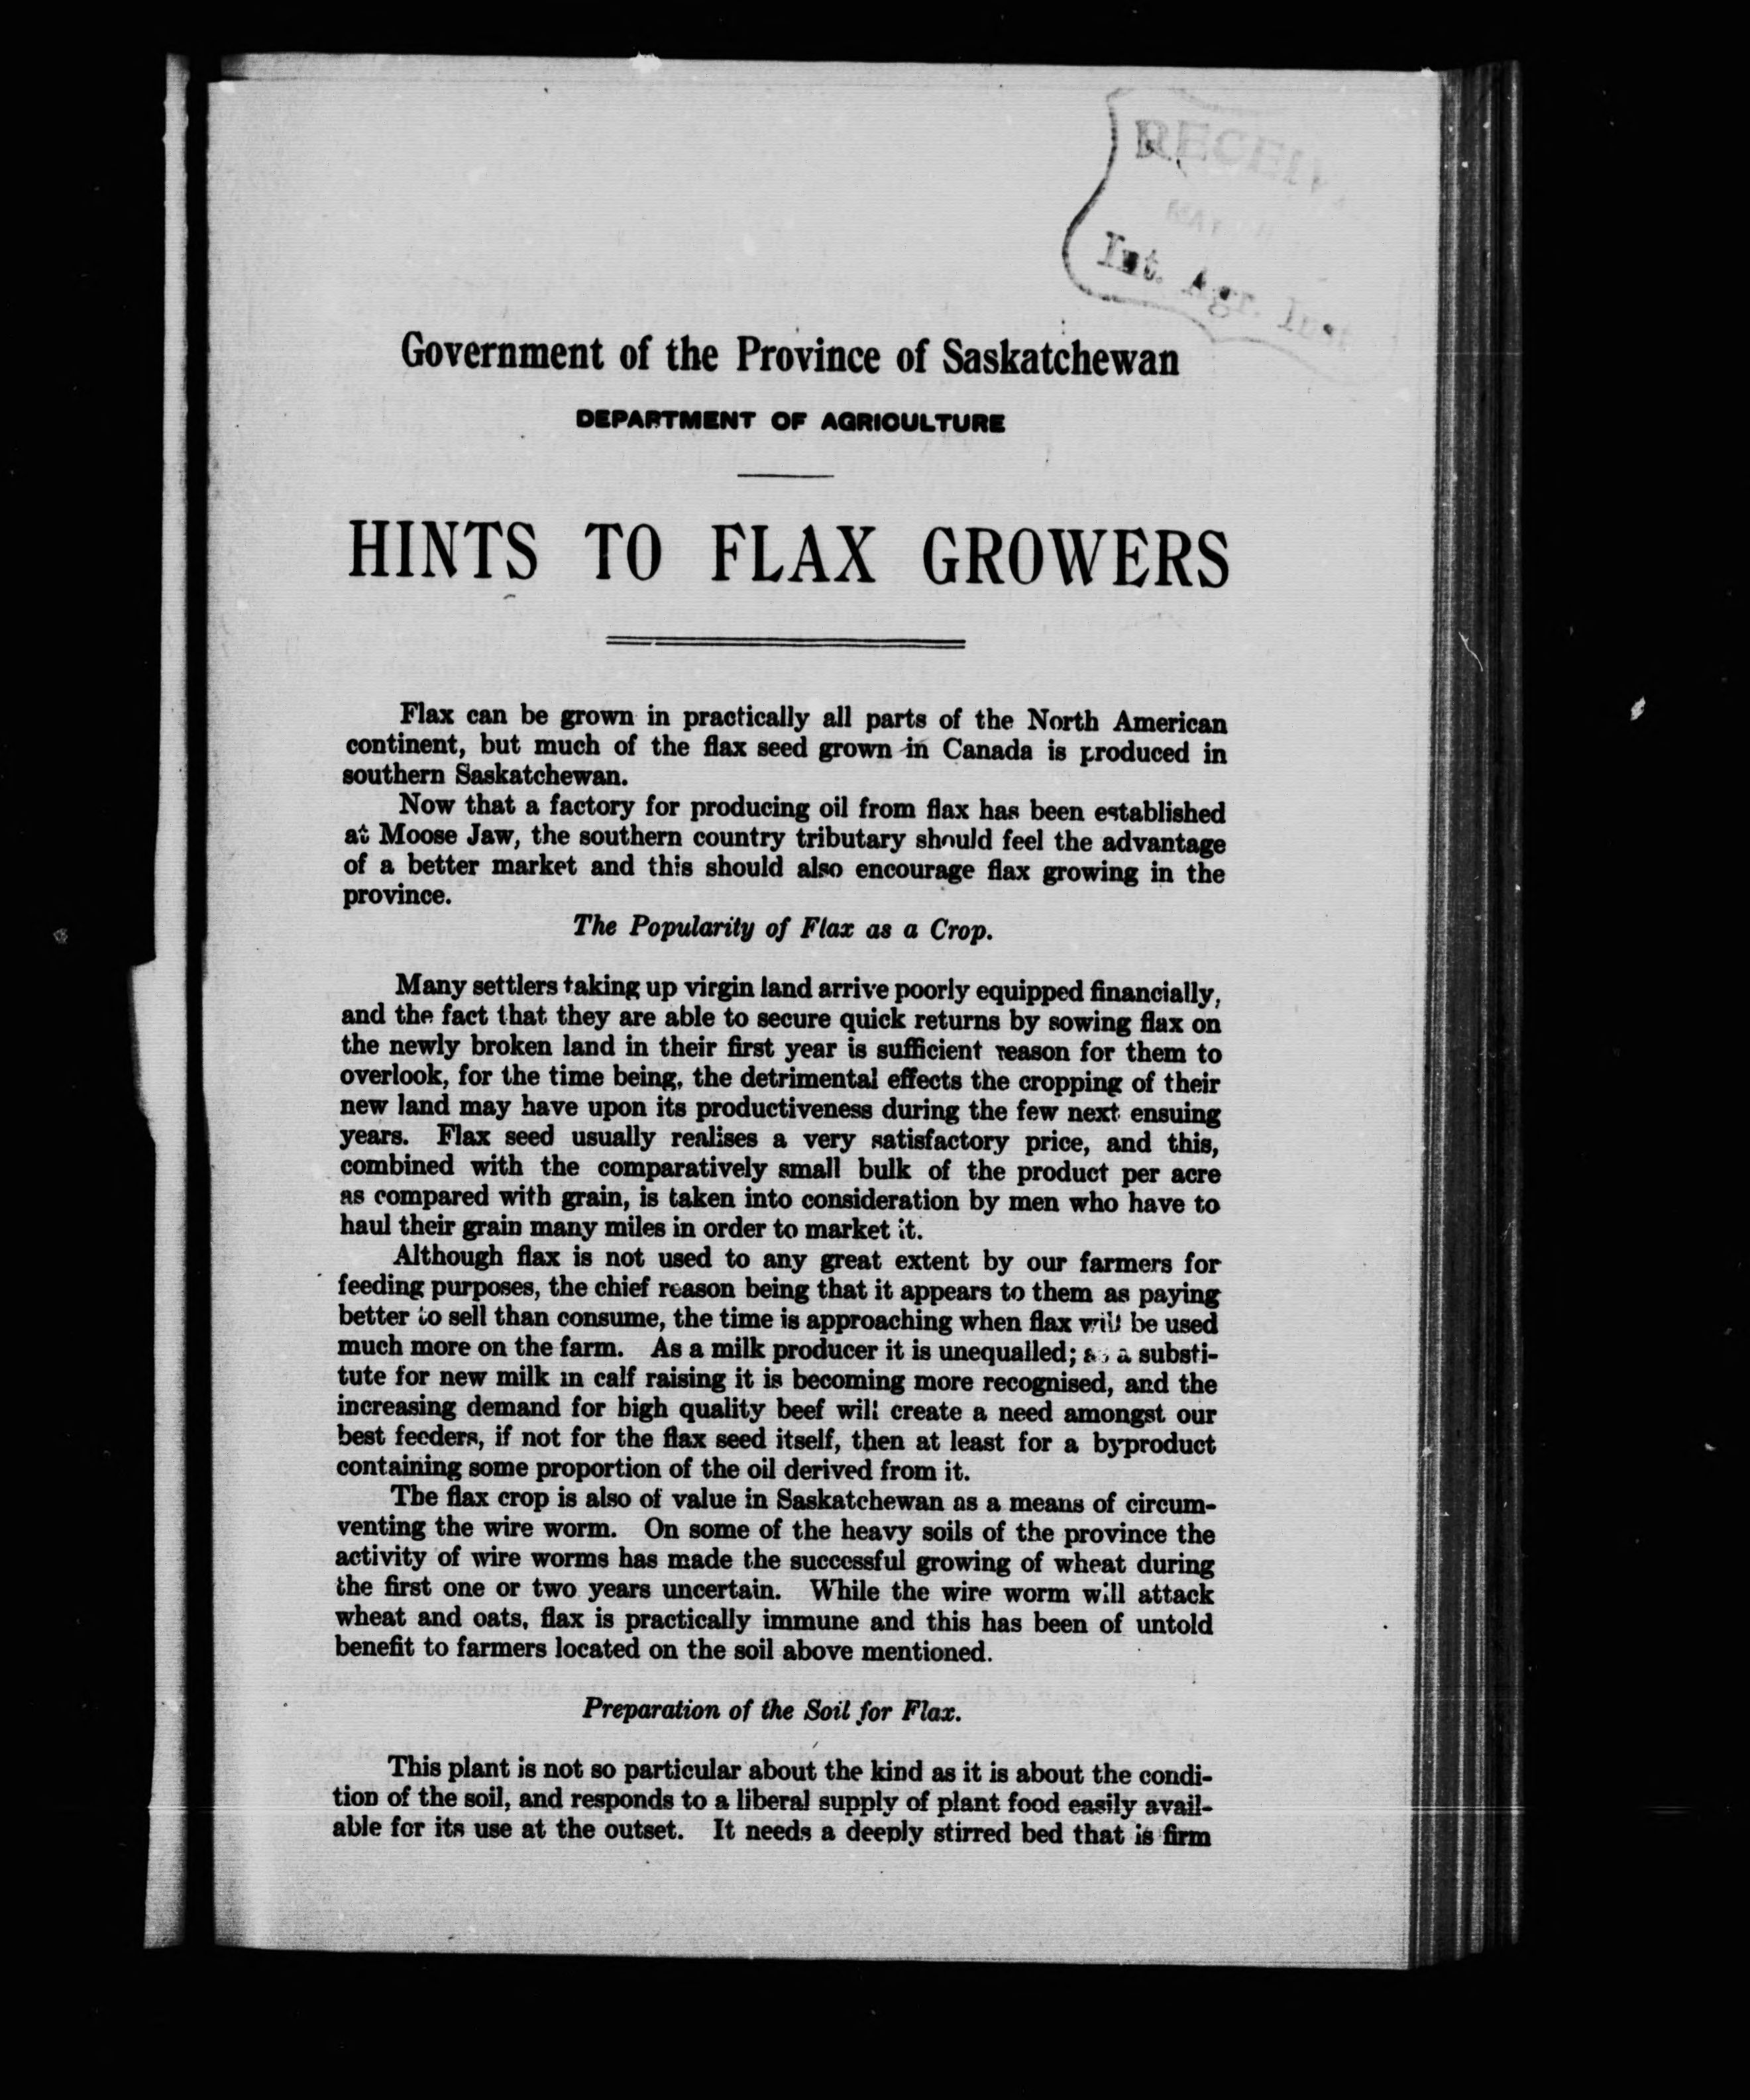 Int. Agr. Inst
Government of the Province of Saskatchewan
DEPARTMENT OF AGRICULTURE
HINTS TO FLAX GROWERS
Flax can be grown in practically all parts of the North American
continent, but much of the flax seed grown in Canada is produced in
southern Saskatchewan.
Now that a factory for producing oil from flax has been established
at Moose Jaw, the southern country tributary should feel the advantage
of a better market and this should also encourage flax growing in the
province.
The Popularity of Flax as a Crop.
Many settlers taking up virgin land arrive poorly equipped financially,
and the fact that they are able to secure quick returns by sowing flax on
the newly broken land in their first year is sufficient reason for them to
overlook, for the time being, the detrimental effects the cropping of their
new land may have upon its productiveness during the few next ensuing
years. Flax seed usually realises a very satisfactory price, and this,
combined with the comparatively small bulk of the product per acre
as compared with grain, is taken into consideration by men who have to
haul their grain many miles in order to market it.
Although flax is not used to any great extent by our farmers for
feeding purposes, the chief reason being that it appears to them as paying
better to sell than consume, the time is approaching when flax will be used
much more on the farm. As a milk producer it is unequalled; as a substi-
tute for new milk in calf raising it is becoming more recognised, and the
increasing demand for high quality beef will create a need amongst our
best feeders, if not for the flax seed itself, then at least for a byproduct
containing some proportion of the oil derived from it.
The flax crop is also of value in Saskatchewan as a means of circum-
venting the wire worm. On some of the heavy soils of the province the
activity of wire worms has made the successful growing of wheat during
the first one or two years uncertain. While the wire worm will attack
wheat and oats, flax is practically immune and this has been of untold
benefit to farmers located on the soil above mentioned.
Preparation of the Soil for Flax.
This plant is not so particular about the kind as it is about the condi-
tion of the soil, and responds to a liberal supply of plant food easily avail-
able for its use at the outset. It needs a deeply stirred bed that is firm